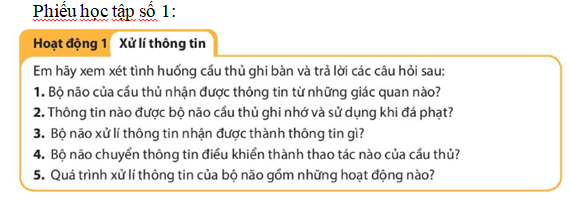 Phiếu học tập số 1:
Hoạt động 1 Xử lí thông tin
Em hãy xem xét tình huống cầu thủ ghi bàn và trả lời các câu hỏi sau:
1. Bộ não của cầu thủ nhận được thông tin từ những giác quan nào?
2. Thông tin nào được bộ não cầu thủ ghi nhớ và sử dụng khi đá phạt?
3. Bộ não xử lí thông tin nhận được thành thông tin gì?
4. Bộ não chuyển thông tin điều khiển thành thao tác nào của cầu thủ?
5. Quá trình xử lí thông tin của bộ não gồm những hoạt động nào?